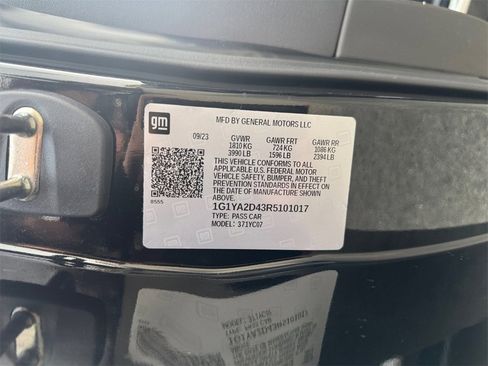 gm
MFD BY GENERAL MOTORS LLC
09/23 GVWR GAWR FRT GAWR RR
1810 KG 724 KG 1086 KG
3990 LB 1596 LB 2394 LB
THIS VEHICLE CONFORMS TO ALL
APPLICABLE U.S. FEDERAL MOTOR
VEHICLE SAFETY, BUMPER, AND THEFT
PREVENTION STANDARDS IN EFFECT ON
THE DATE OF MANUFACTURE SHOWN
ABOVE.
8555
1G1YA2D43R5101017
TYPE: PASS CAR
MODEL: 371YC07